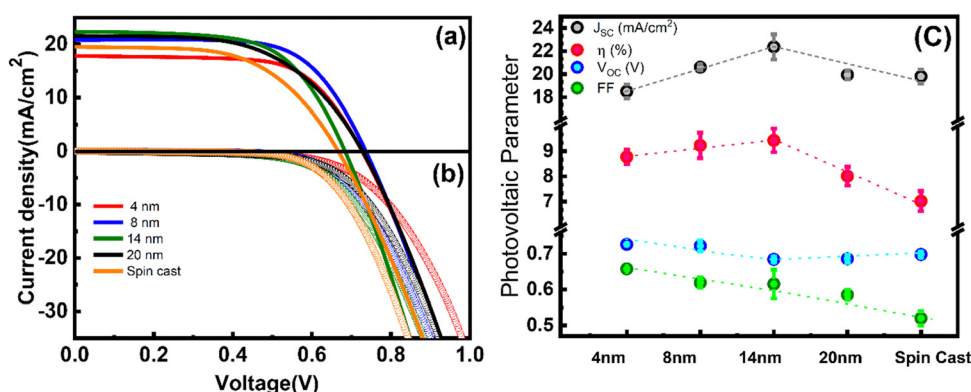 (a)
(b)
Current density(mA/cm²)
20
10
0
-10
-20
-30
4 nm
8 nm
14 nm
20 nm
Spin cast
0.0 0.2 0.4 0.6 0.8 1.0
Voltage(V)
(C)
Photovoltaic Parameter
J_SC (mA/cm²)
η (%)
V_OC (V)
FF
24
22
20
18
9
8
7
0.7
0.6
0.5
4nm 8nm 14nm 20nm Spin Cast